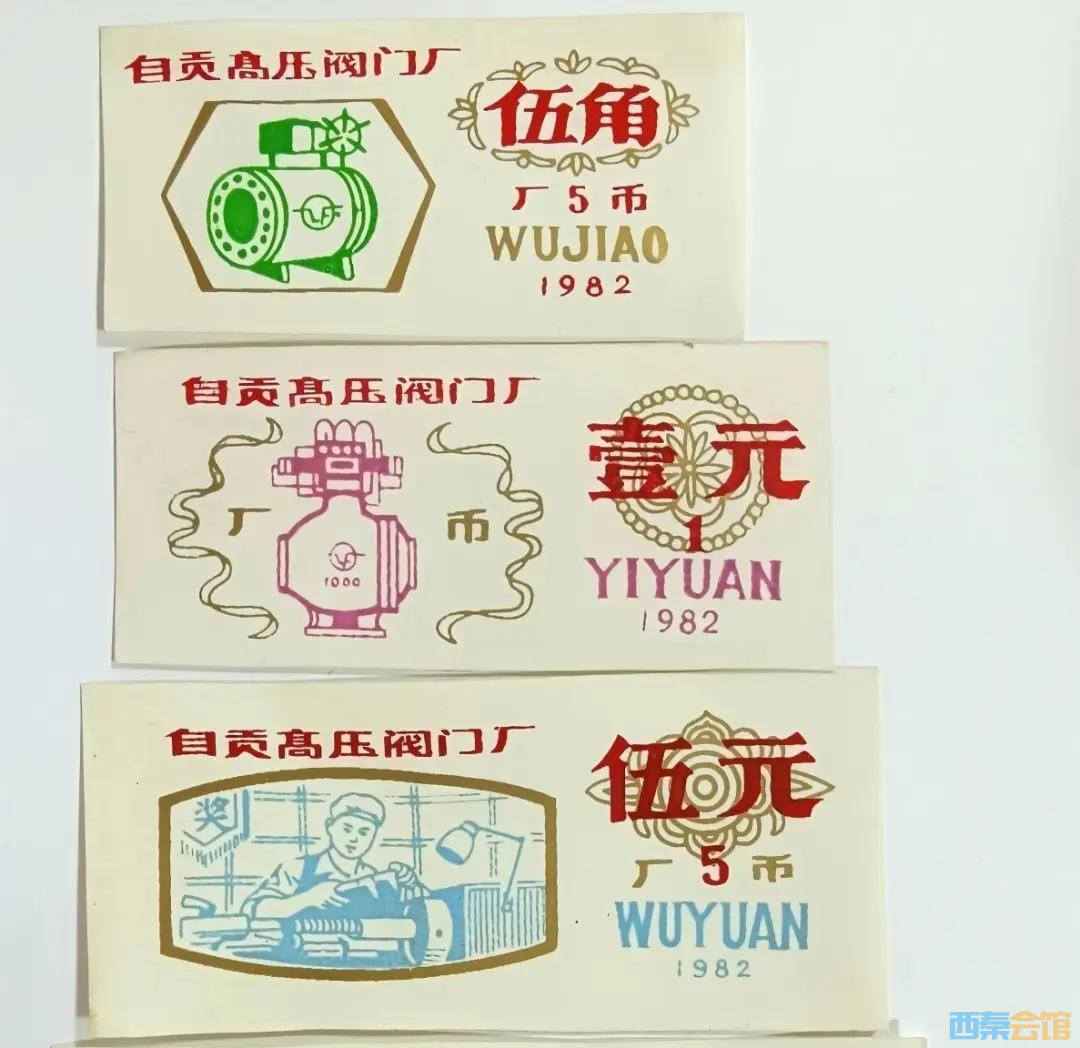 自贡高压阀门厂
伍角
厂5币
WUJIAO
1982
自贡高压阀门厂
厂 币
1000
壹元
1
YIYUAN
1982
自贡高压阀门厂
奖
伍元
厂5币
WUYUAN
1982
西秦会馆